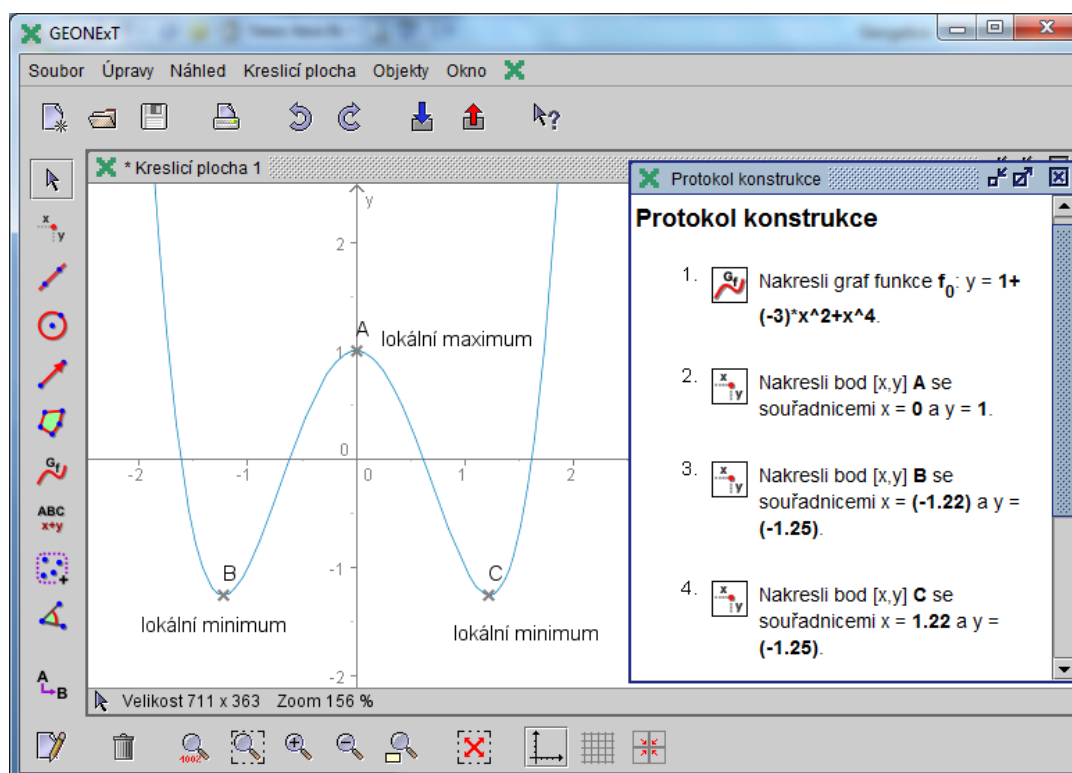 GEONExT
Soubor Úpravy Náhled Kreslicí plocha Objekty Okno
* Kreslicí plocha 1
Protokol konstrukce
Protokol konstrukce
1. Nakresli graf funkce f0: y = 1+
(-3)*x^2+x^4.
2. Nakresli bod [x,y] A se
souřadnicemi x = 0 a y = 1.
3. Nakresli bod [x,y] B se
souřadnicemi x = (-1.22) a y =
(-1.25).
4. Nakresli bod [x,y] C se
souřadnicemi x = 1.22 a y =
(-1.25).
y
2
A
lokální maximum
1
0
-2 -1 0 1 2
-1
B C
lokální minimum
lokální minimum
-2
x
y
Gf
ABC
x+y
A
B
Velikost 711 x 363 Zoom 156 %
100%